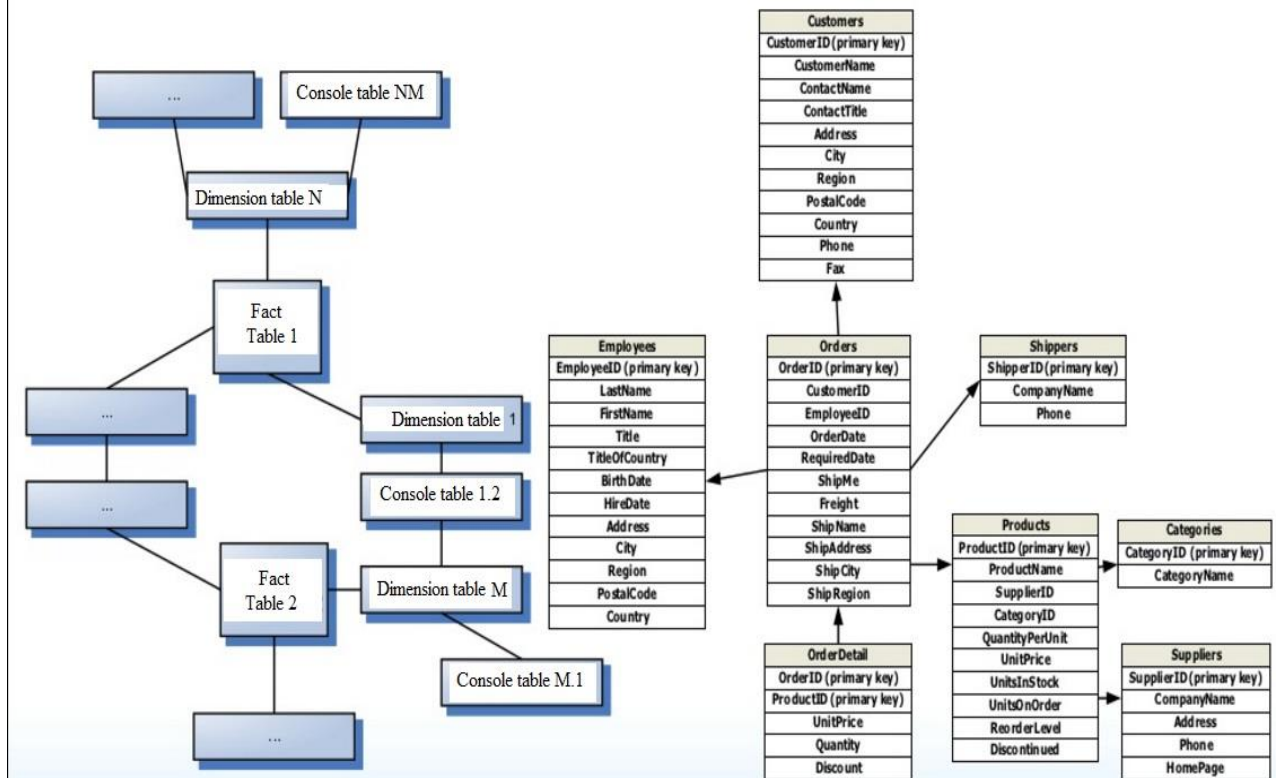 ...
Console table NM
Dimension table N
Fact
Table 1
...
Dimension table 1
...
Console table 1.2
Fact
Table 2
Dimension table M
Console table M.1
...
Customers
CustomerID (primary key)
CustomerName
ContactName
ContactTitle
Address
City
Region
PostalCode
Country
Phone
Fax
Employees
EmployeeID (primary key)
LastName
FirstName
Title
TitleOfCountry
BirthDate
HireDate
Address
City
Region
PostalCode
Country
Orders
OrderID (primary key)
CustomerID
EmployeeID
OrderDate
RequiredDate
ShipMe
Freight
ShipName
ShipAddress
ShipCity
ShipRegion
Shippers
ShipperID (primary key)
CompanyName
Phone
Products
ProductID (primary key)
ProductName
SupplierID
CategoryID
QuantityPerUnit
UnitPrice
UnitsInStock
UnitsOnOrder
ReorderLevel
Discontinued
Categories
CategoryID (primary key)
CategoryName
OrderDetail
OrderID (primary key)
ProductID (primary key)
UnitPrice
Quantity
Discount
Suppliers
SupplierID (primary key)
CompanyName
Address
Phone
HomePage